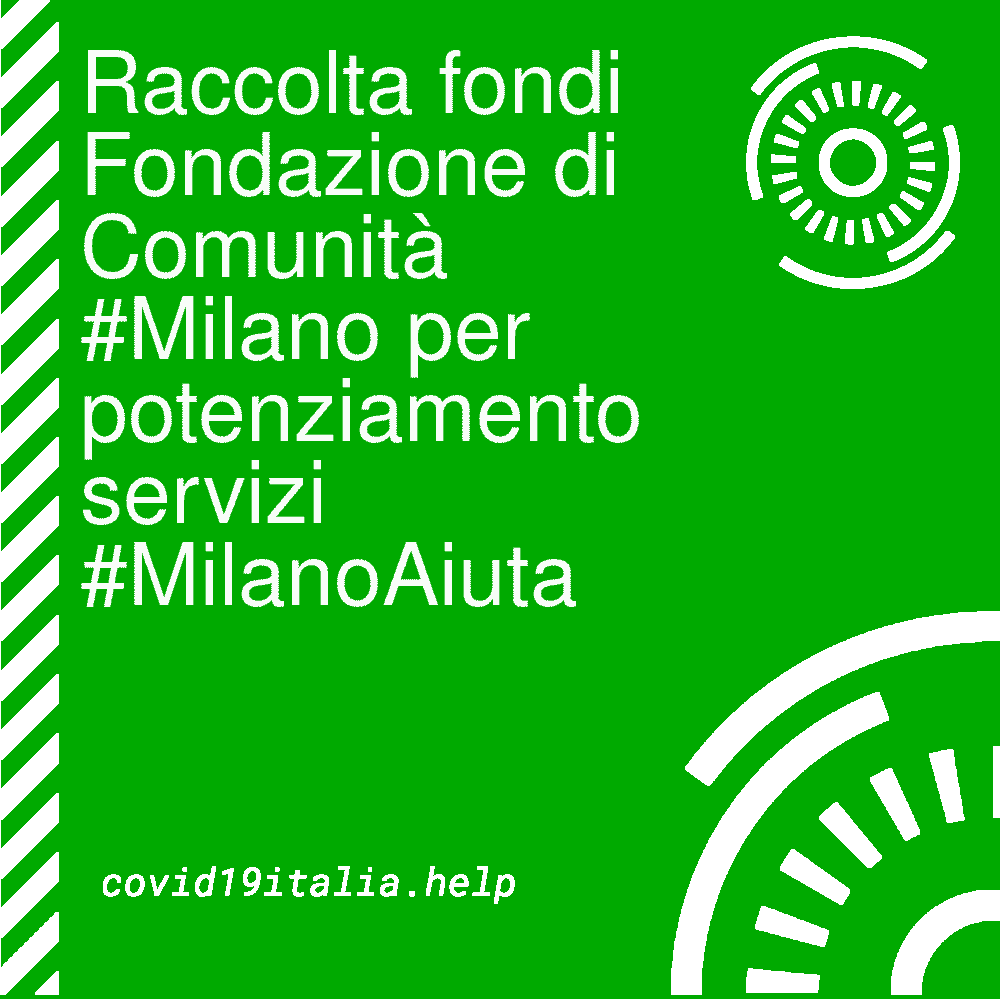 Raccolta fondi
Fondazione di
Comunità
#Milano per
potenziamento
servizi
#MilanoAiuta
covid19italia.help